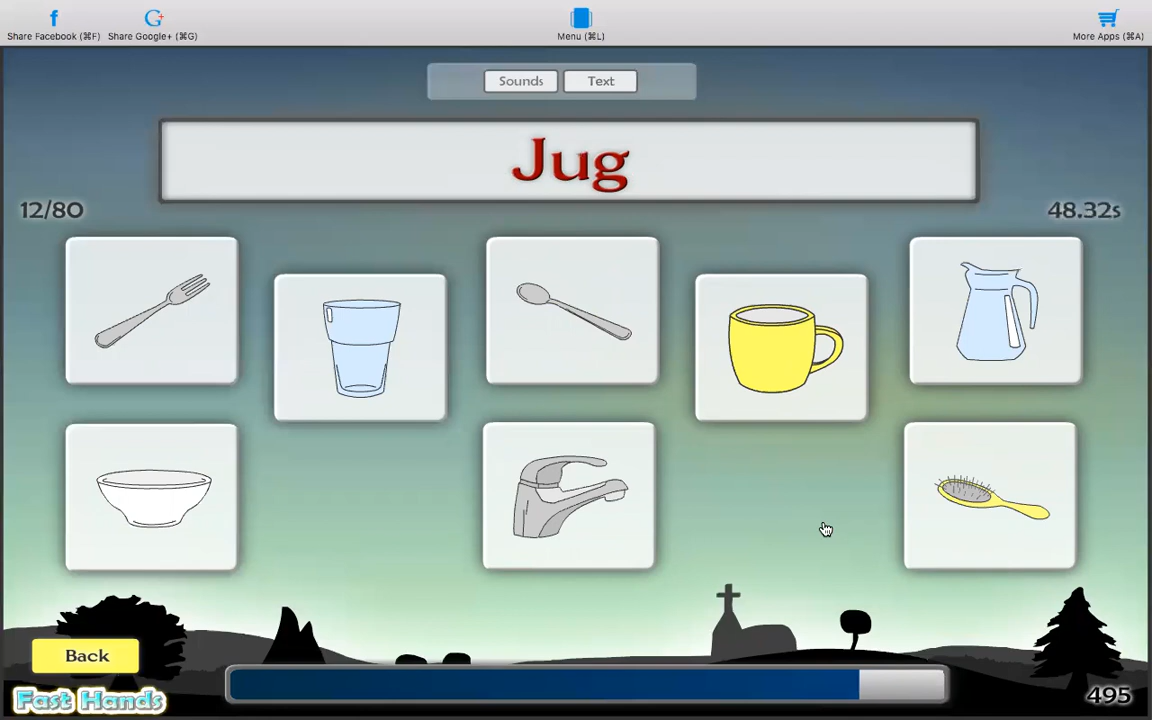 Share Facebook (⌘F) Share Google+ (⌘G) Menu (⌘L) More Apps (⌘A)
Sounds Text
Jug
12/80 48.32s
Back
Fast Hands 495